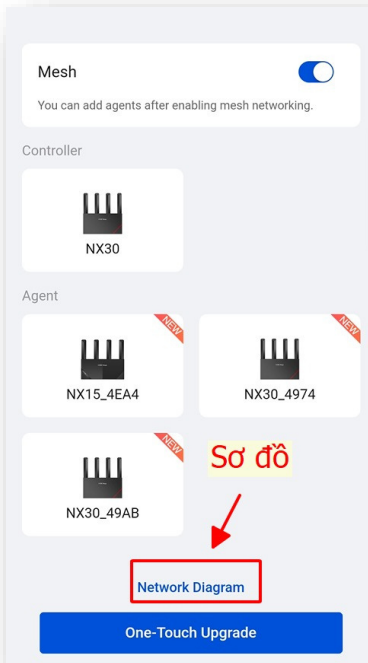 Mesh
You can add agents after enabling mesh networking.
Controller
NX30
Agent
NEW
NEW
NX15_4EA4
NX30_4974
NEW
Sơ đồ
NX30_49AB
Network Diagram
One-Touch Upgrade